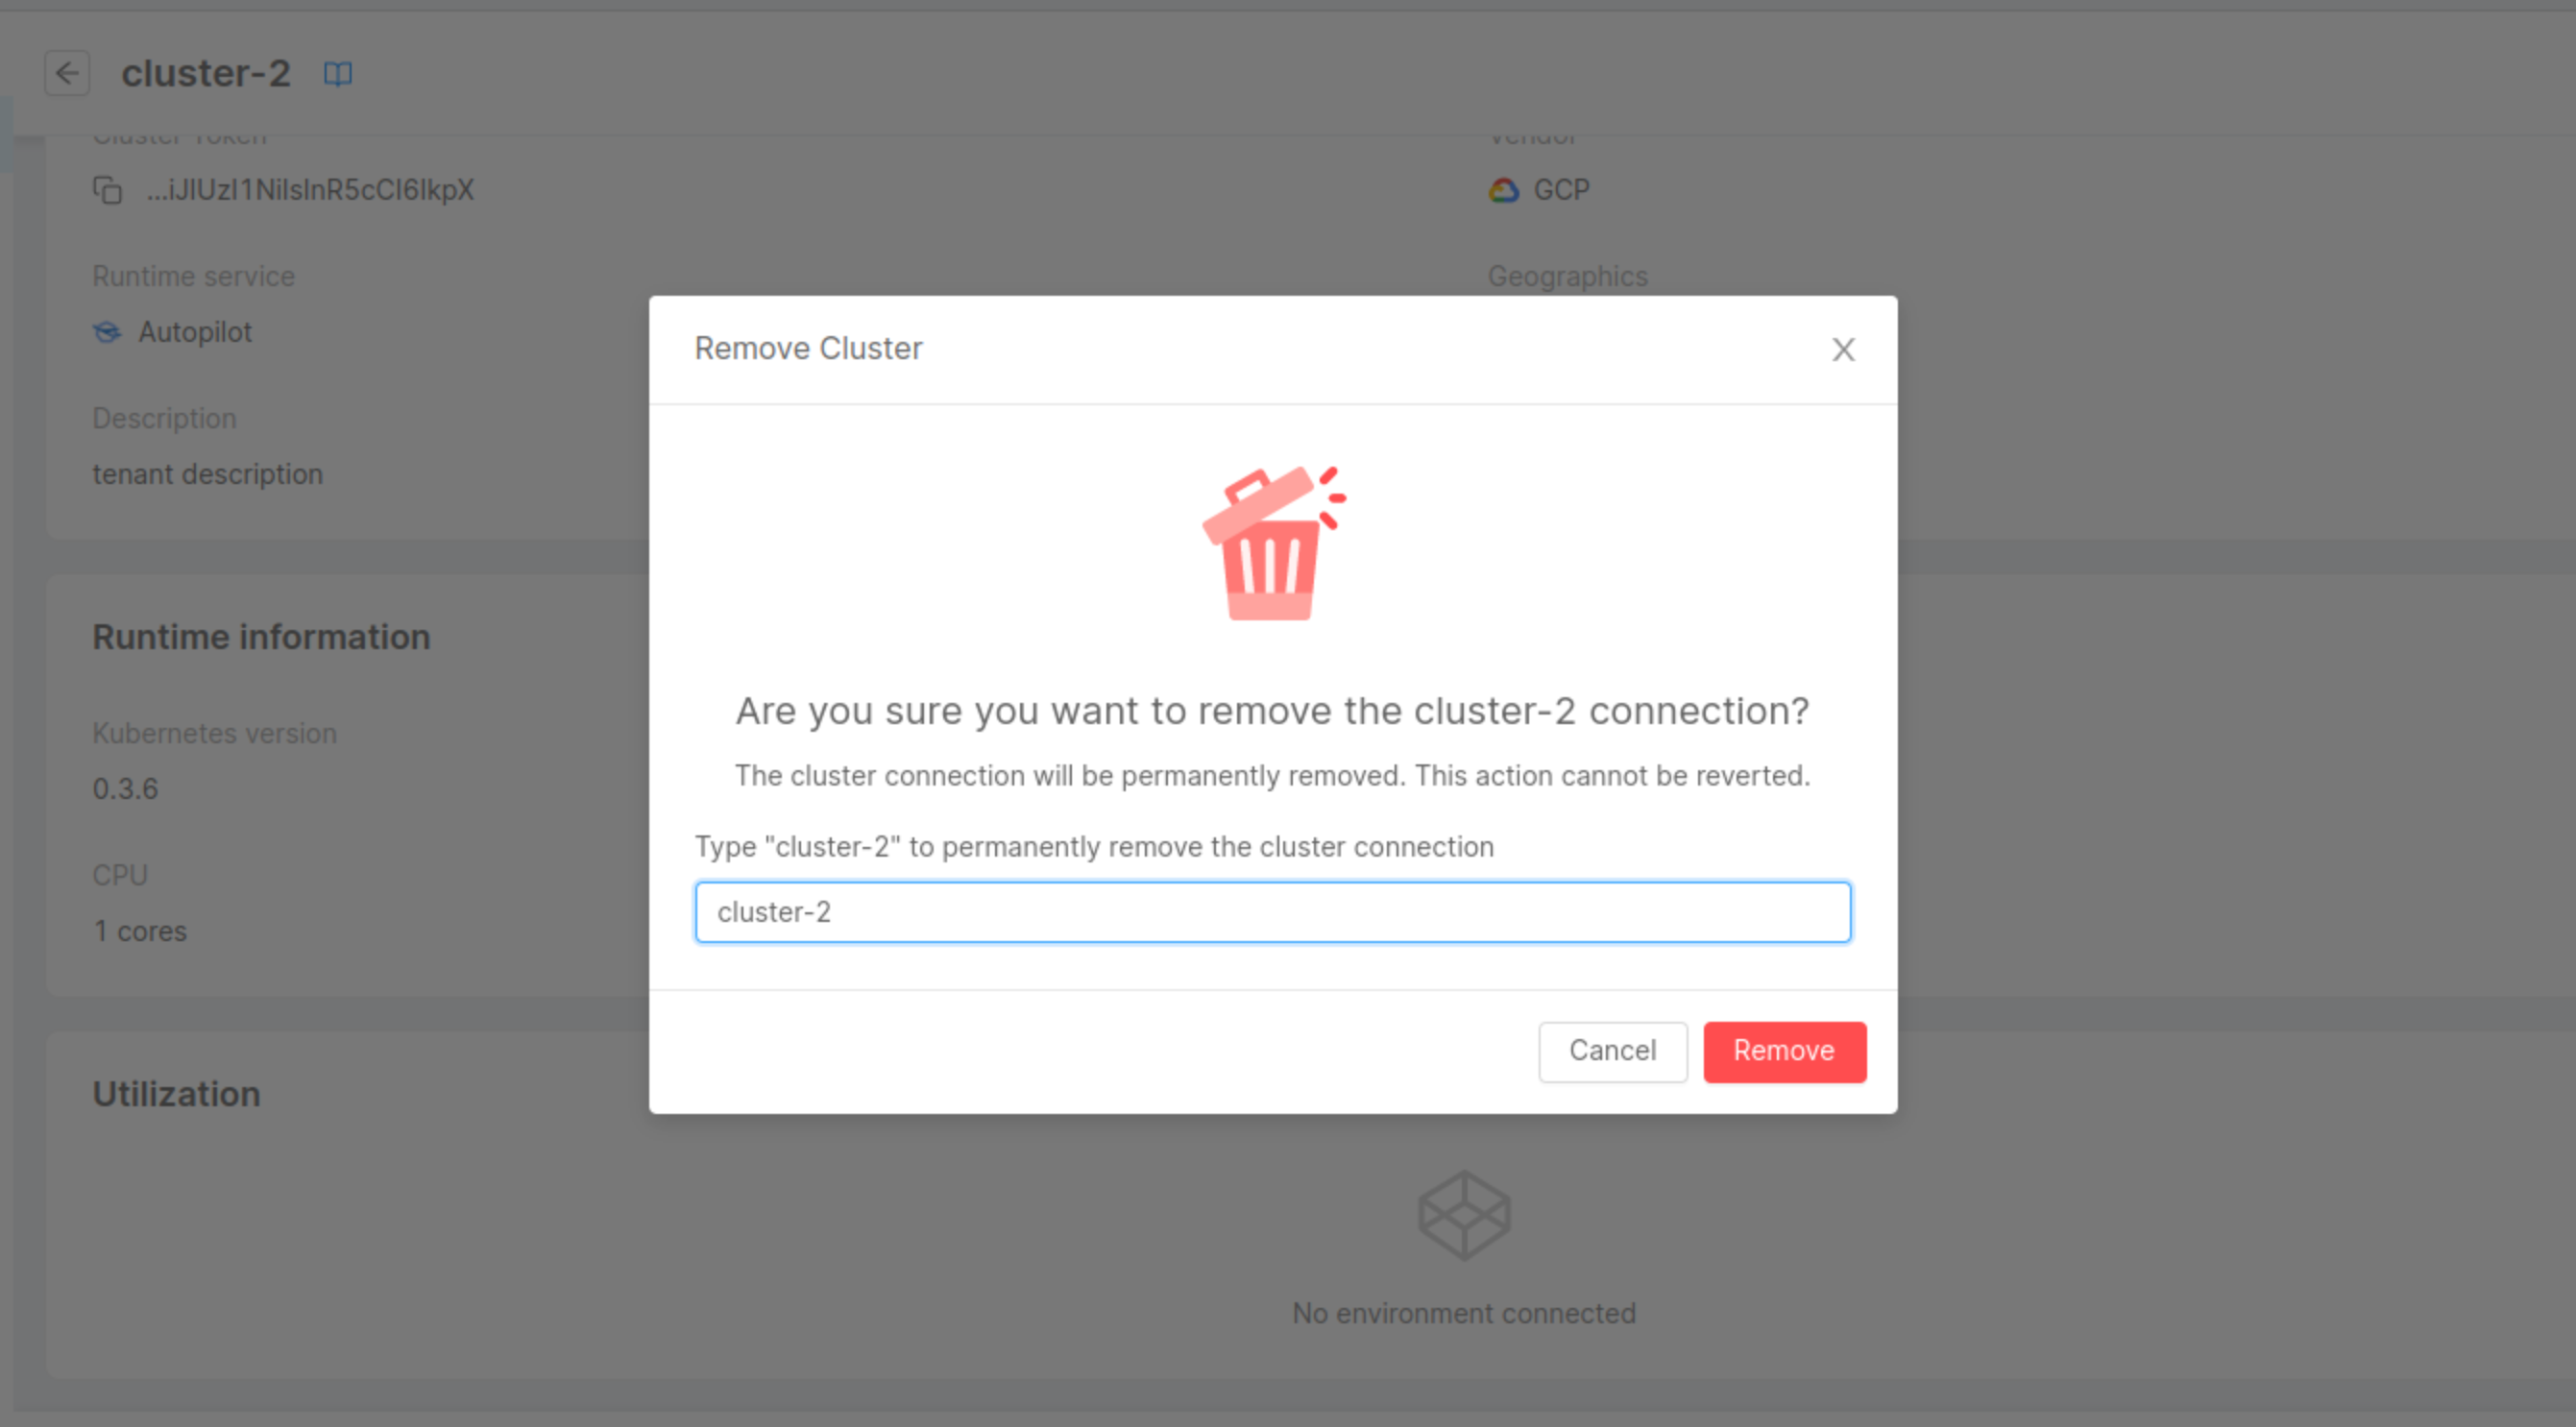 cluster-2
Cluster Token
Vendor
...iJIUzI1NiIsInR5cCI6IkpX
GCP
Runtime service
Geographics
Autopilot
Description
tenant description
Remove Cluster
Are you sure you want to remove the cluster-2 connection?
The cluster connection will be permanently removed. This action cannot be reverted.
Type "cluster-2" to permanently remove the cluster connection
cluster-2
Cancel
Remove
Runtime information
Kubernetes version
0.3.6
CPU
1 cores
Utilization
No environment connected